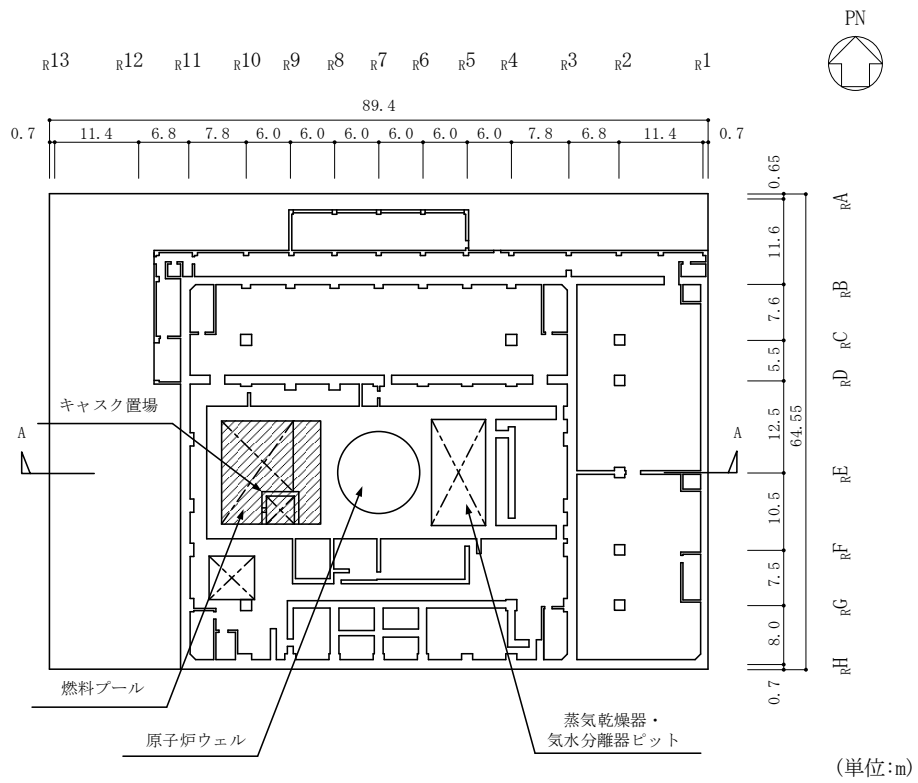 PN
R13 R12 R11 R10 R9 R8 R7 R6 R5 R4 R3 R2 R1
89.4
0.7 11.4 6.8 7.8 6.0 6.0 6.0 6.0 6.0 6.0 7.8 6.8 11.4 0.7
0.65
RA
11.6
RB
7.6
RC
5.5
RD
12.5
64.55
キャスク置場
A
A
RE
10.5
RF
7.5
RG
8.0
RH
0.7
燃料プール
原子炉ウェル
蒸気乾燥器・
気水分離器ピット
(単位:m)